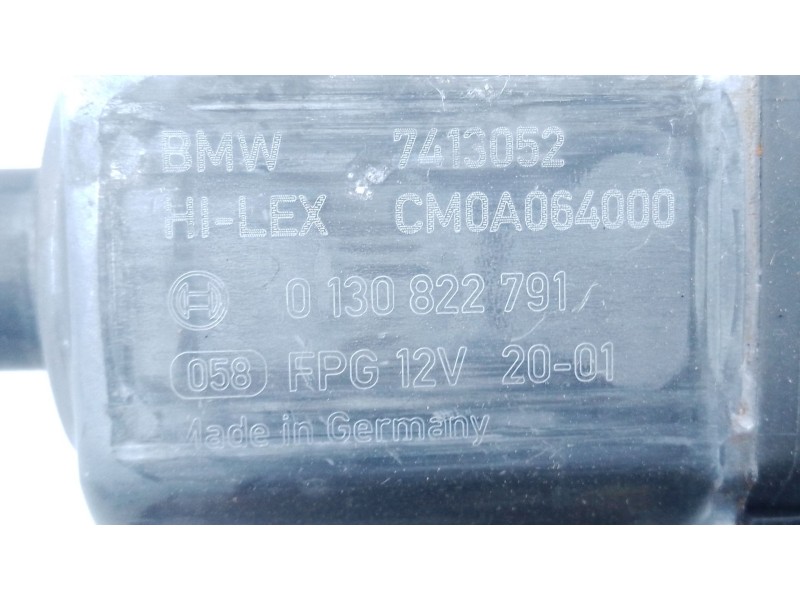 BMW 7413052
HI-LEX CM0A064000
0 130 822 791
058 FPG 12V 20-01
Made in Germany